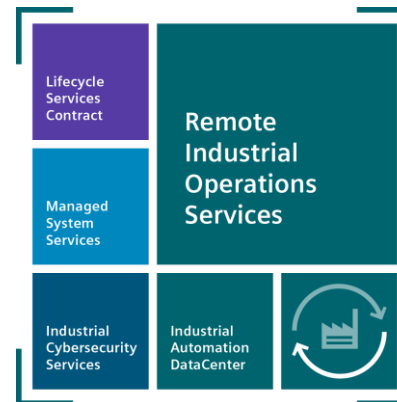 Lifecycle
Services
Contract
Remote
Industrial
Operations
Services
Managed
System
Services
Industrial
Cybersecurity
Services
Industrial
Automation
DataCenter